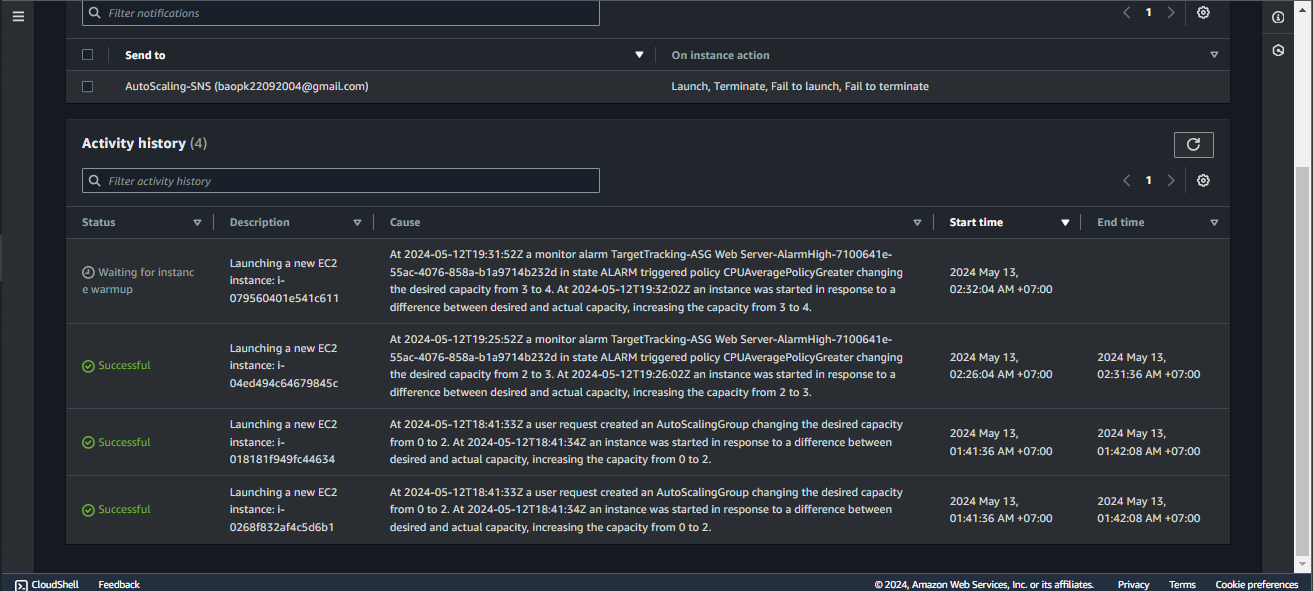 Filter notifications
1
Send to
On instance action
AutoScaling-SNS (baopk22092004@gmail.com)
Launch, Terminate, Fail to launch, Fail to terminate
Activity history (4)
Filter activity history
1
Status
Description
Cause
Start time
End time
Waiting for instanc
e warmup
Launching a new EC2
instance: i-
079560401e541c611
At 2024-05-12T19:31:52Z a monitor alarm TargetTracking-ASG Web Server-AlarmHigh-7100641e-
55ac-4076-858a-b1a9714b232d in state ALARM triggered policy CPUAveragePolicyGreater changing
the desired capacity from 3 to 4. At 2024-05-12T19:32:02Z an instance was started in response to a
difference between desired and actual capacity, increasing the capacity from 3 to 4.
2024 May 13,
02:32:04 AM +07:00
Successful
Launching a new EC2
instance: i-
04ed494c64679845c
At 2024-05-12T19:25:52Z a monitor alarm TargetTracking-ASG Web Server-AlarmHigh-7100641e-
55ac-4076-858a-b1a9714b232d in state ALARM triggered policy CPUAveragePolicyGreater changing
the desired capacity from 2 to 3. At 2024-05-12T19:26:02Z an instance was started in response to a
difference between desired and actual capacity, increasing the capacity from 2 to 3.
2024 May 13,
02:26:04 AM +07:00
2024 May 13,
02:31:36 AM +07:00
Successful
Launching a new EC2
instance: i-
018181f949fc44634
At 2024-05-12T18:41:33Z a user request created an AutoScalingGroup changing the desired capacity
from 0 to 2. At 2024-05-12T18:41:34Z an instance was started in response to a difference between
desired and actual capacity, increasing the capacity from 0 to 2.
2024 May 13,
01:41:36 AM +07:00
2024 May 13,
01:42:08 AM +07:00
Successful
Launching a new EC2
instance: i-
0268f832af4c5d6b1
At 2024-05-12T18:41:33Z a user request created an AutoScalingGroup changing the desired capacity
from 0 to 2. At 2024-05-12T18:41:34Z an instance was started in response to a difference between
desired and actual capacity, increasing the capacity from 0 to 2.
2024 May 13,
01:41:36 AM +07:00
2024 May 13,
01:42:08 AM +07:00
CloudShell
Feedback
© 2024, Amazon Web Services, Inc. or its affiliates.
Privacy
Terms
Cookie preferences